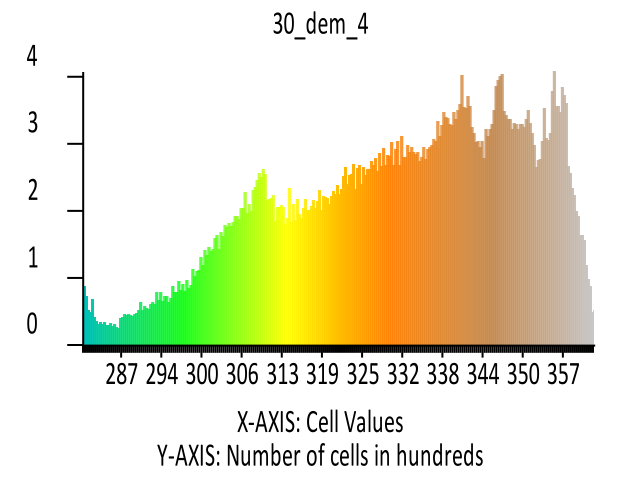 30_dem_4
4
3
2
1
0
287 294 300 306 313 319 325 332 338 344 350 357
X-AXIS: Cell Values
Y-AXIS: Number of cells in hundreds